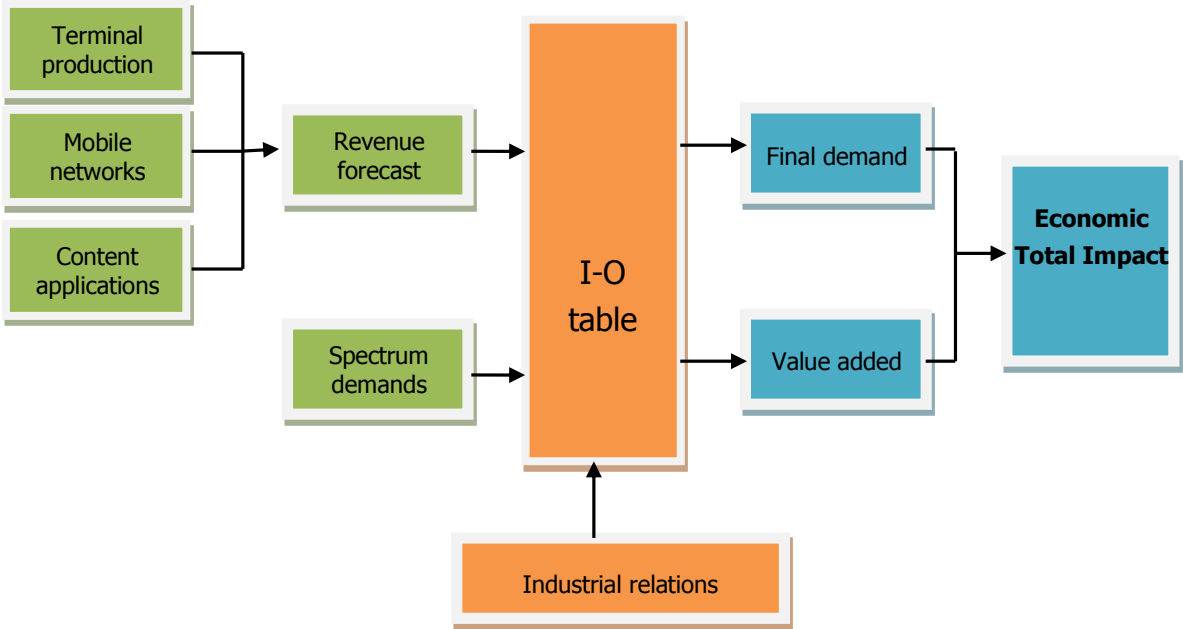 Terminal
production
Mobile
networks
Content
applications
Revenue
forecast
Spectrum
demands
I-O
table
Industrial relations
Final demand
Value added
Economic
Total Impact